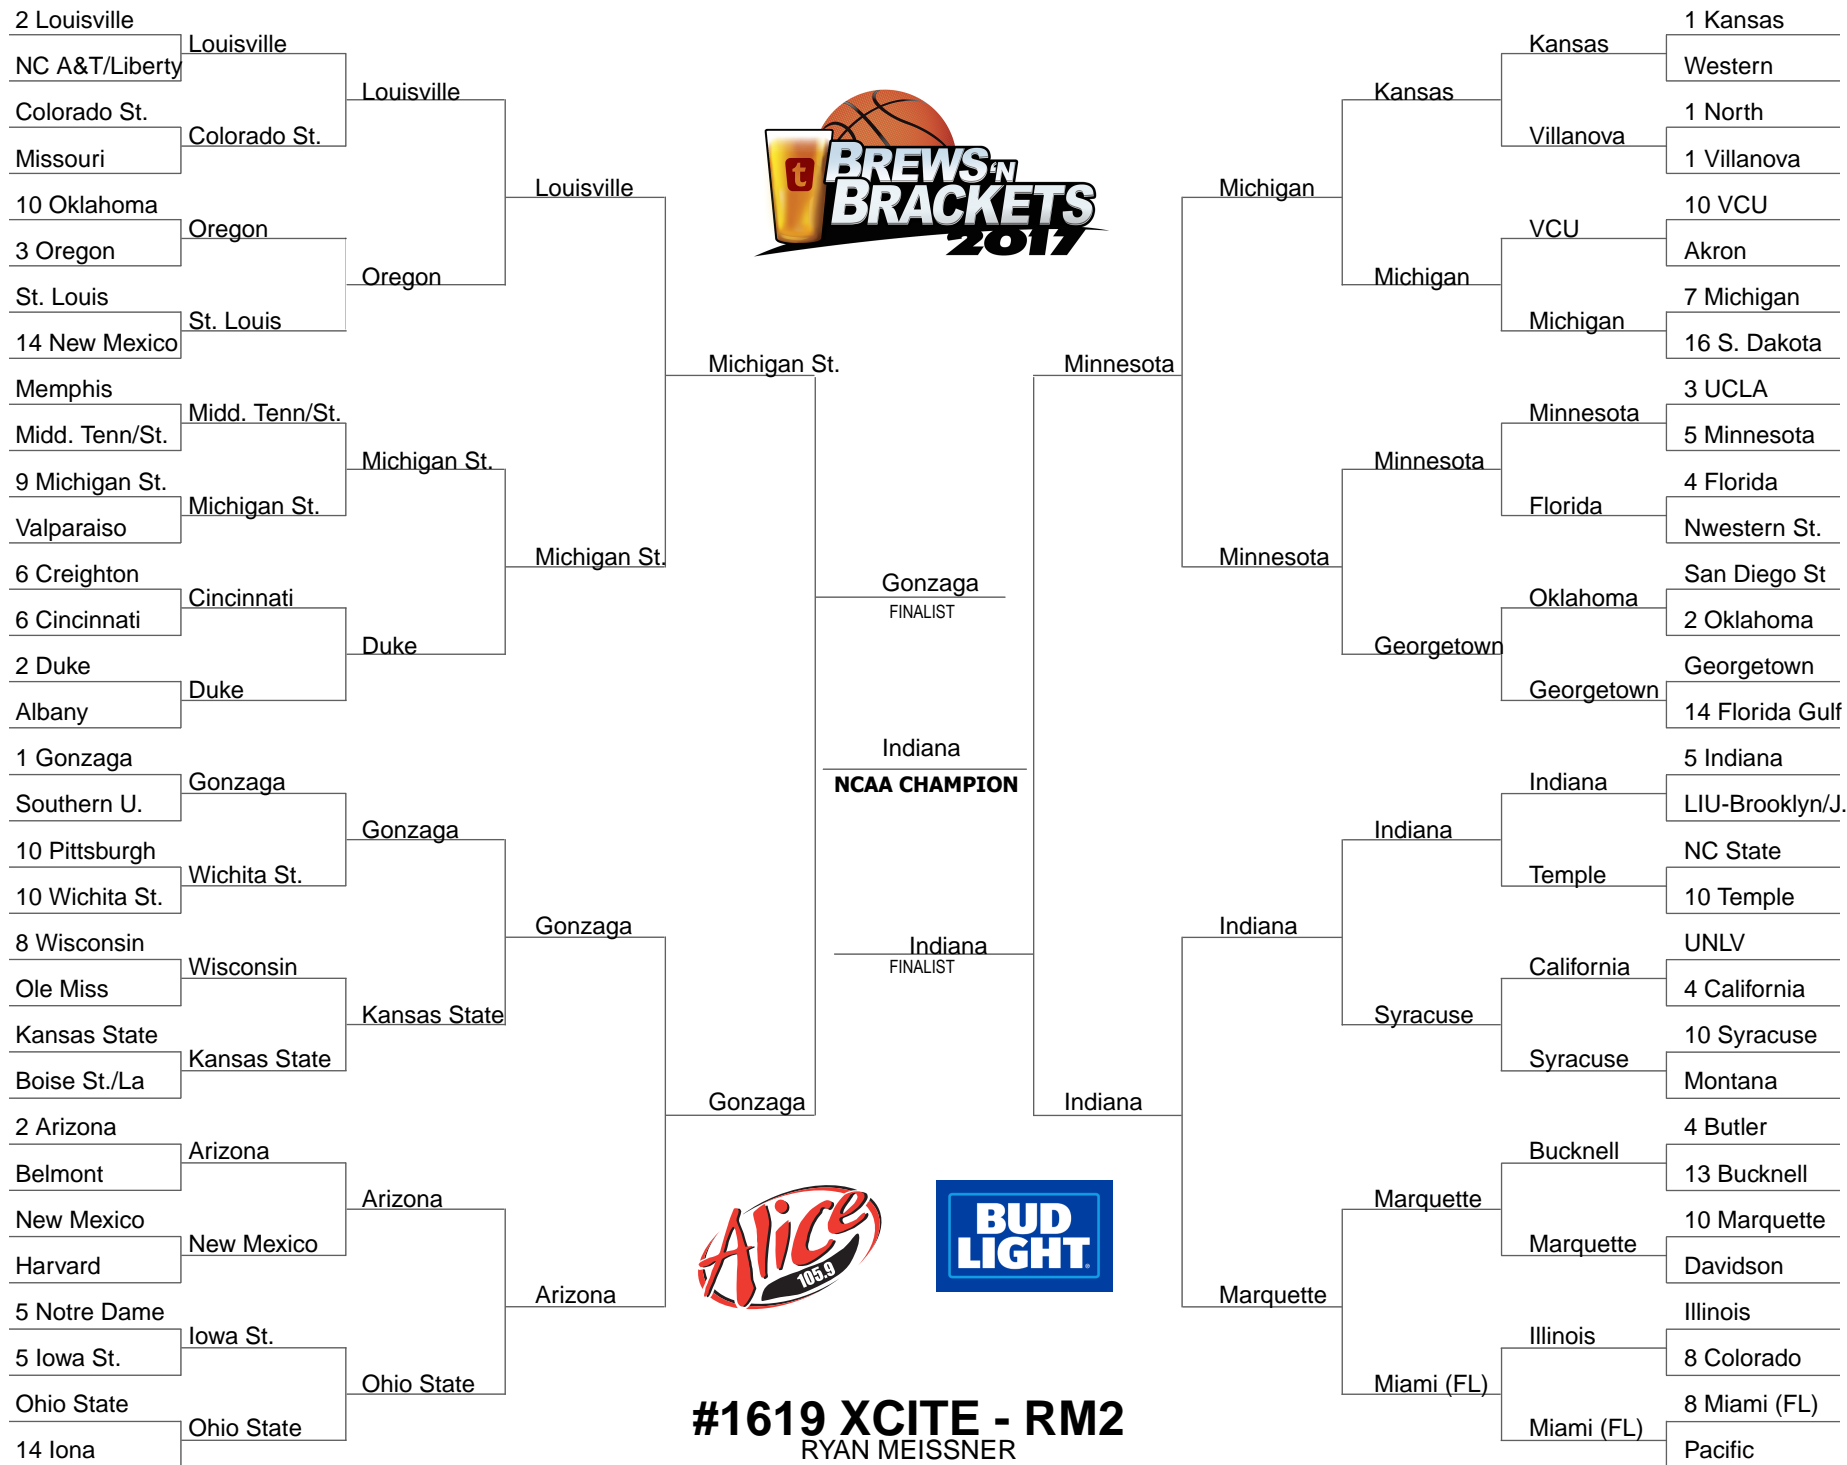 2 Louisville
NC A&T/Liberty
Colorado St.
Missouri
10 Oklahoma
3 Oregon
St. Louis
14 New Mexico
Memphis
Midd. Tenn/St.
9 Michigan St.
Valparaiso
6 Creighton
6 Cincinnati
2 Duke
Albany
1 Gonzaga
Southern U.
10 Pittsburgh
10 Wichita St.
8 Wisconsin
Ole Miss
Kansas State
Boise St./La
2 Arizona
Belmont
New Mexico
Harvard
5 Notre Dame
5 Iowa St.
Ohio State
14 Iona
Louisville
Colorado St.
Oregon
St. Louis
Midd. Tenn/St.
Michigan St.
Cincinnati
Duke
Gonzaga
Wichita St.
Wisconsin
Kansas State
Arizona
New Mexico
Iowa St.
Ohio State
Louisville
Oregon
Michigan St.
Duke
Gonzaga
Kansas State
Arizona
Ohio State
Louisville
Michigan St.
Gonzaga
Arizona
Michigan St.
Gonzaga
t
BREWS 'N
BRACKETS
2017
Gonzaga
FINALIST
Indiana
NCAA CHAMPION
Indiana
FINALIST
Alice
105.9
BUD
LIGHT
#1619 XCITE - RM2
RYAN MEISSNER
Minnesota
Indiana
Michigan
Minnesota
Indiana
Marquette
Kansas
Michigan
Minnesota
Georgetown
Indiana
Syracuse
Marquette
Miami (FL)
Kansas
Villanova
VCU
Michigan
Minnesota
Florida
Oklahoma
Georgetown
Indiana
Temple
California
Syracuse
Bucknell
Marquette
Illinois
Miami (FL)
1 Kansas
Western
1 North
1 Villanova
10 VCU
Akron
7 Michigan
16 S. Dakota
3 UCLA
5 Minnesota
4 Florida
Nwestern St.
San Diego St
2 Oklahoma
Georgetown
14 Florida Gulf
5 Indiana
LIU-Brooklyn/J.
NC State
10 Temple
UNLV
4 California
10 Syracuse
Montana
4 Butler
13 Bucknell
10 Marquette
Davidson
Illinois
8 Colorado
8 Miami (FL)
Pacific